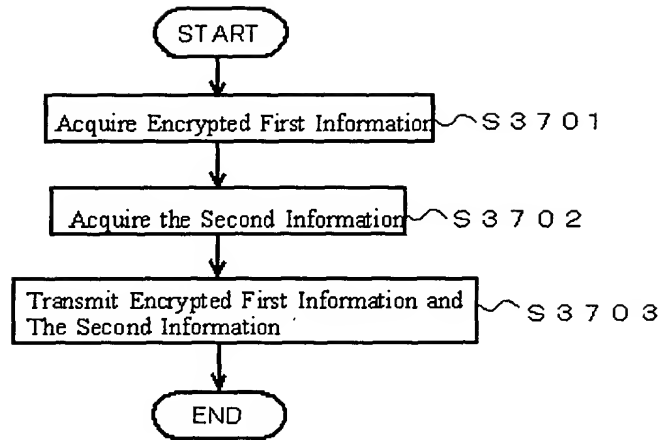 START
Acquire Encrypted First Information S3701
Acquire the Second Information S3702
Transmit Encrypted First Information and
The Second Information
S3703
END